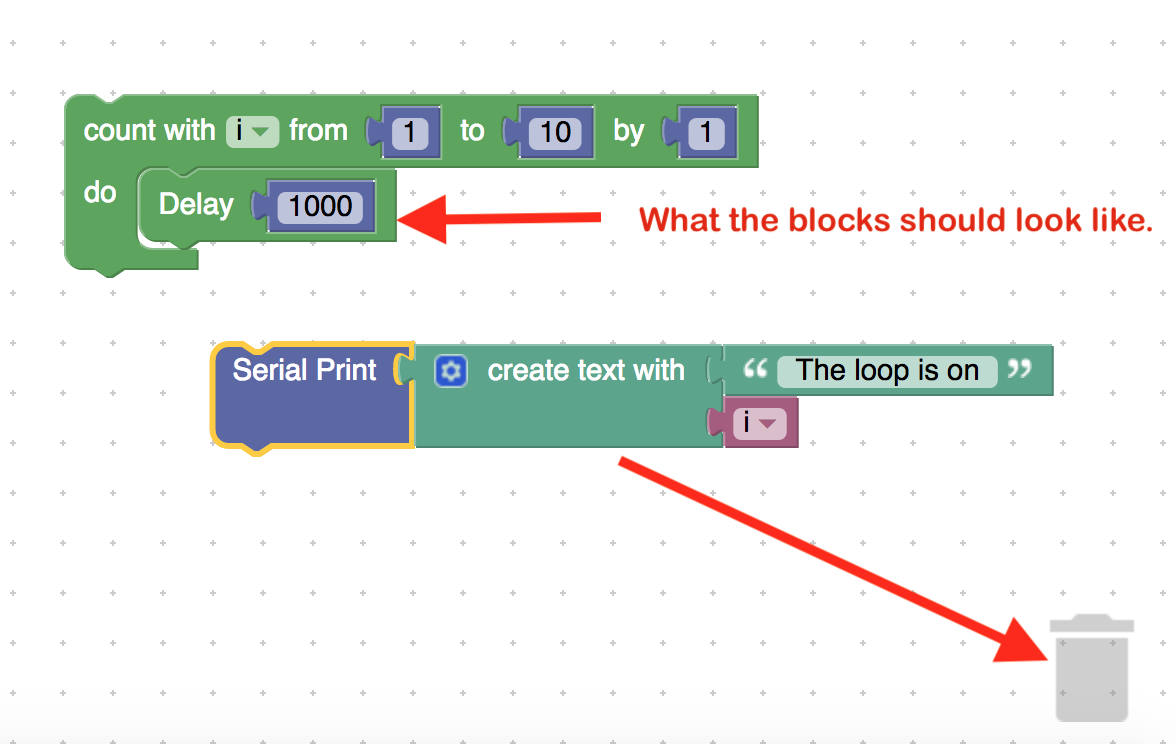 count with i from 1 to 10 by 1
do Delay 1000
What the blocks should look like.
Serial Print create text with “ The loop is on ”
i